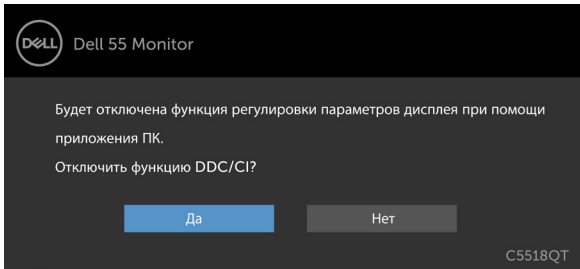 DELL Dell 55 Monitor
Будет отключена функция регулировки параметров дисплея при помощи
приложения ПК.
Отключить функцию DDC/CI?
Да Нет
C5518QT